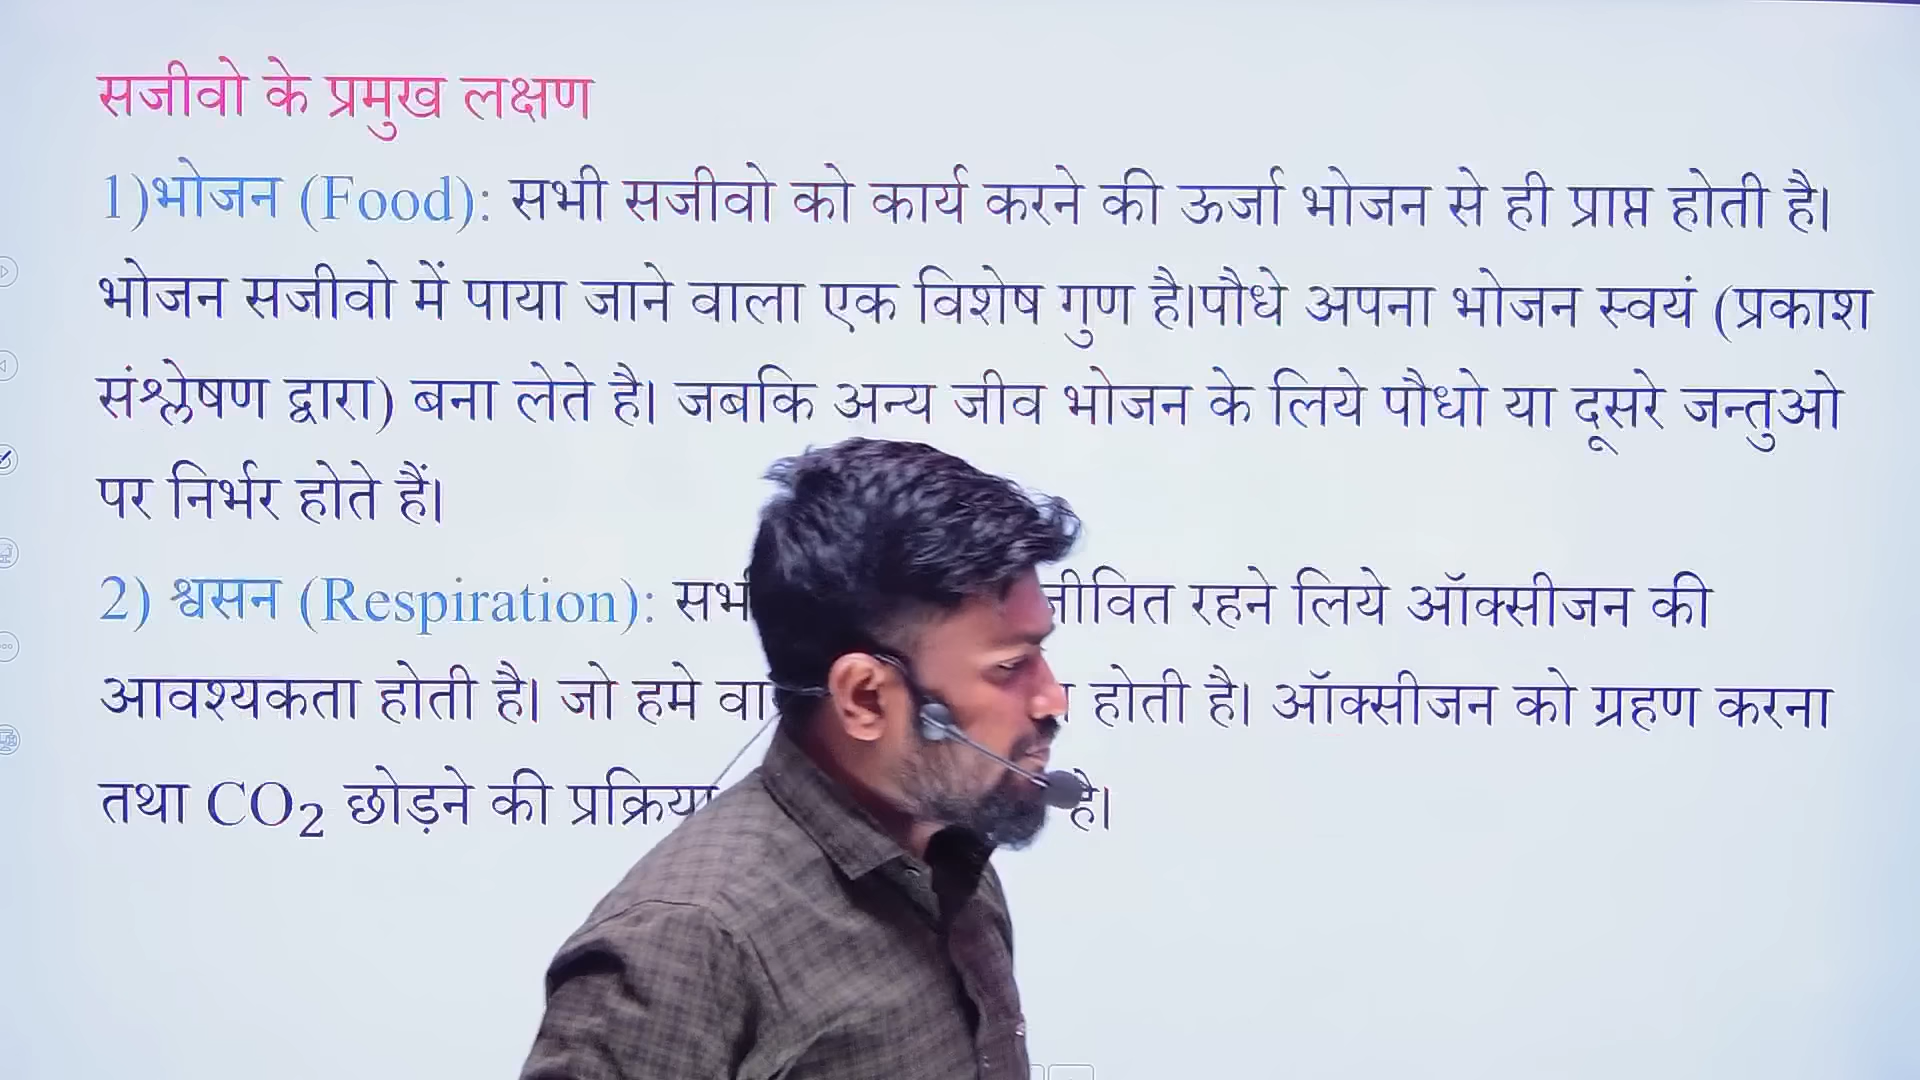 सजीवो के प्रमुख लक्षण
1)भोजन (Food): सभी सजीवो को कार्य करने की ऊर्जा भोजन से ही प्राप्त होती है।
भोजन सजीवो में पाया जाने वाला एक विशेष गुण है।पौधे अपना भोजन स्वयं (प्रकाश
संश्लेषण द्वारा) बना लेते है। जबकि अन्य जीव भोजन के लिये पौधो या दूसरे जन्तुओ
पर निर्भर होते हैं।
2) श्वसन (Respiration): जीवित रहने लिये ऑक्सीजन की
आवश्यकता होती है। जो हमे होती है। ऑक्सीजन को ग्रहण करना
तथा CO₂ छोड़ने की प्रक्रिया है।